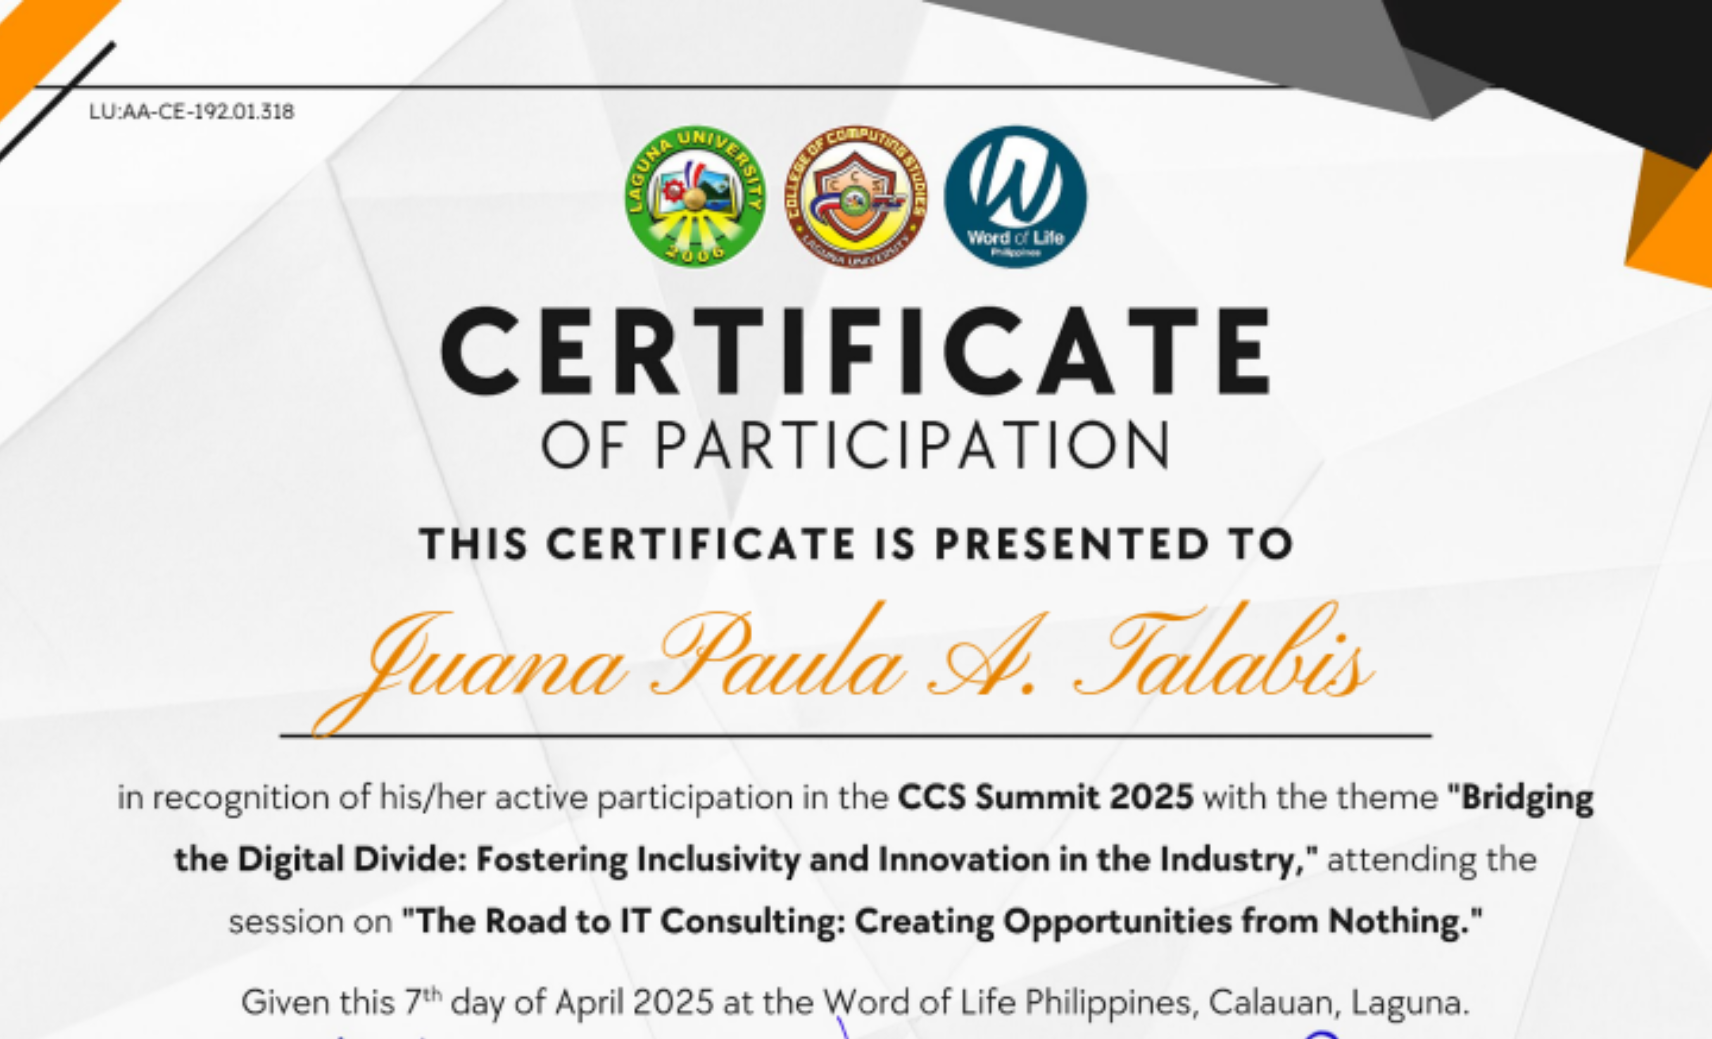 LU:AA-CE-192.01.318
LAGUNA UNIVERSITY
2006
COLLEGE OF COMPUTING STUDIES
CCS
LAGUNA UNIVERSITY
Word of Life
Philippines
CERTIFICATE
OF PARTICIPATION
THIS CERTIFICATE IS PRESENTED TO
Juana Paula A. Talabis
in recognition of his/her active participation in the CCS Summit 2025 with the theme "Bridging
the Digital Divide: Fostering Inclusivity and Innovation in the Industry," attending the
session on "The Road to IT Consulting: Creating Opportunities from Nothing."
Given this 7th day of April 2025 at the Word of Life Philippines, Calauan, Laguna.